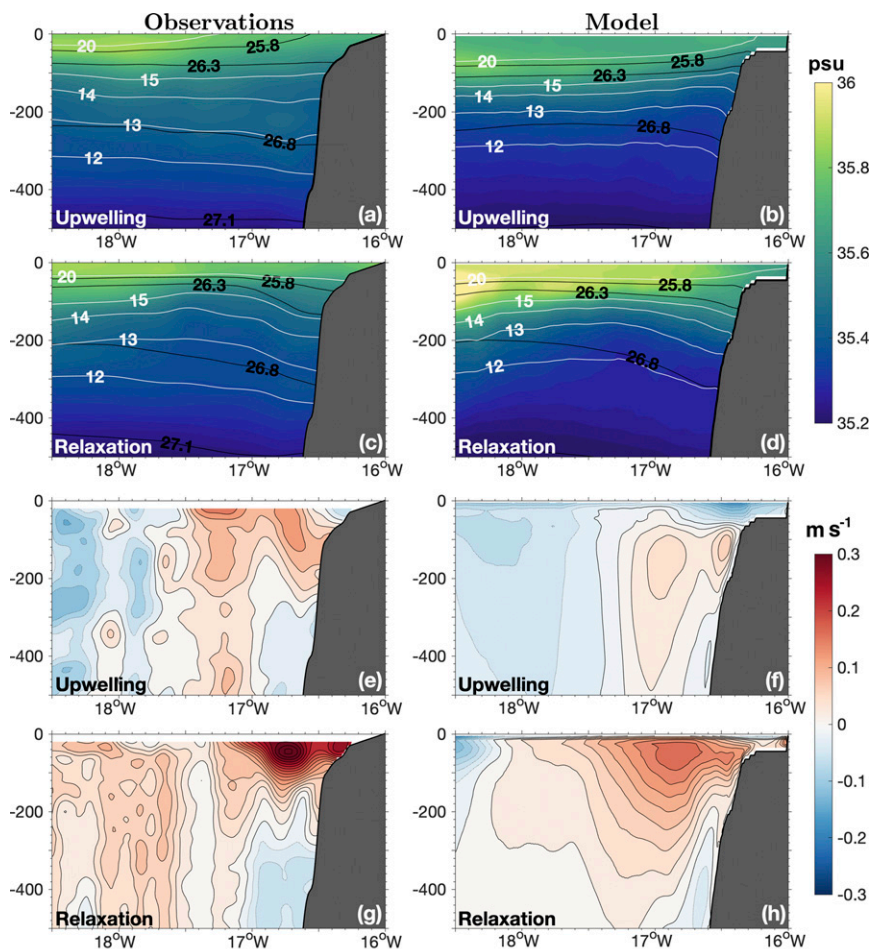 Observations Model
0 20 25.8 0 psu
26.3 20 25.8 36
15 26.3
14 15
-200 -200 14
13 13
26.8 26.8
12 12 35.8
-400 -400
Upwelling 27.1 (a) Upwelling (b)
18°W 17°W 16°W 18°W 17°W 16°W
35.6
0 20 25.8 0 20
26.3 26.3 25.8
15 15
14 14
-200 13 -200 13 35.4
26.8 26.8
12 12
-400 -400
27.1 35.2
Relaxation (c) Relaxation (d)
18°W 17°W 16°W 18°W 17°W 16°W
0 0
m s⁻¹
0.3
-200 -200
0.2
-400 -400
Upwelling (e) Upwelling (f) 0.1
18°W 17°W 16°W 18°W 17°W 16°W
0 0 0
-0.1
-200 -200
-0.2
-400 -400
-0.3
Relaxation (g) Relaxation (h)
18°W 17°W 16°W 18°W 17°W 16°W